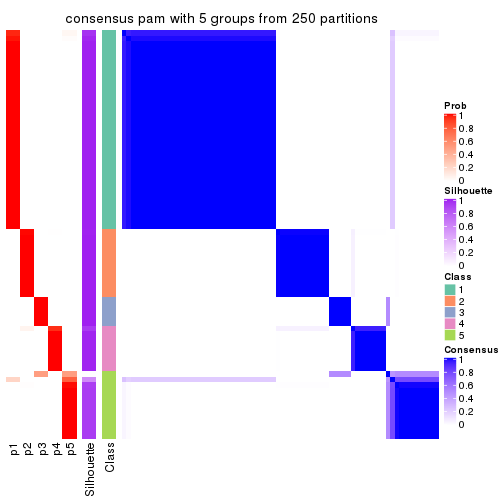 consensus pam with 5 groups from 250 partitions
Prob
1
0.8
0.6
0.4
0.2
0
Silhouette
1
0.8
0.6
0.4
0.2
0
Class
1
2
3
4
5
Consensus
1
0.8
0.6
0.4
0.2
0
p1
p2
p3
p4
p5
Silhouette
Class